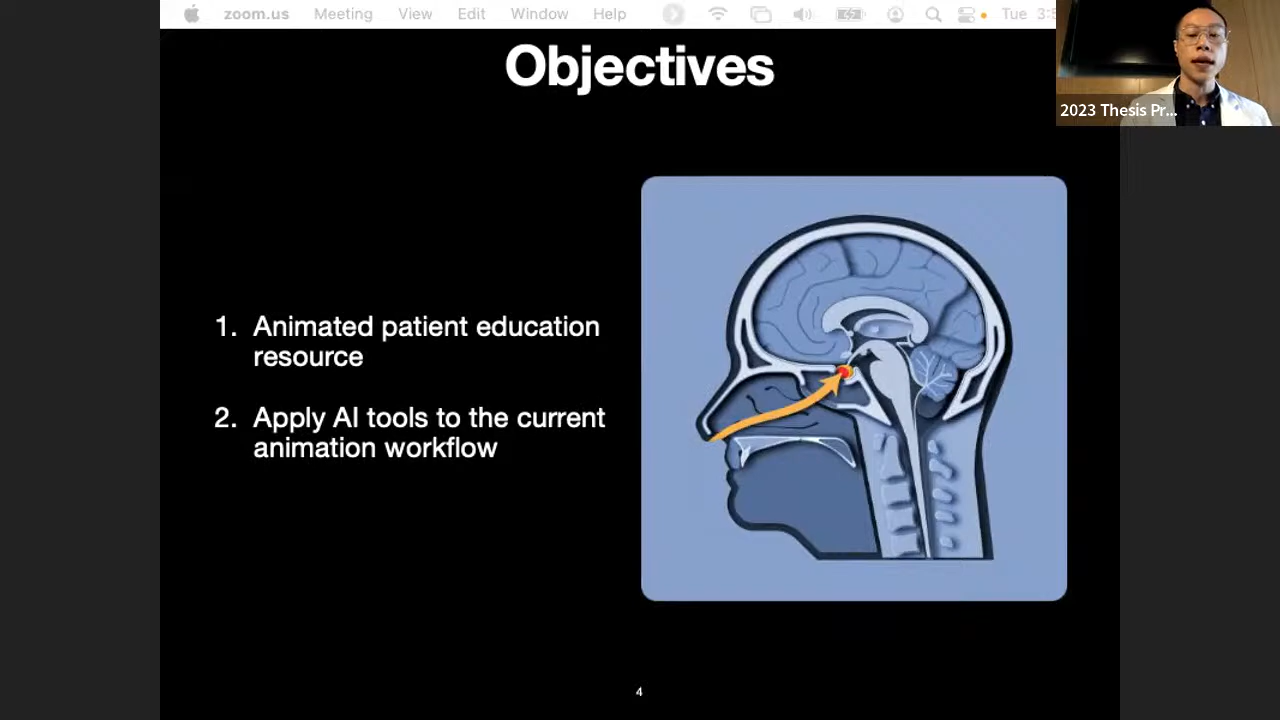 zoom.us Meeting View Edit Window Help Tue
Objectives
2023 Thesis Pr...
1. Animated patient education
resource
2. Apply AI tools to the current
animation workflow
4